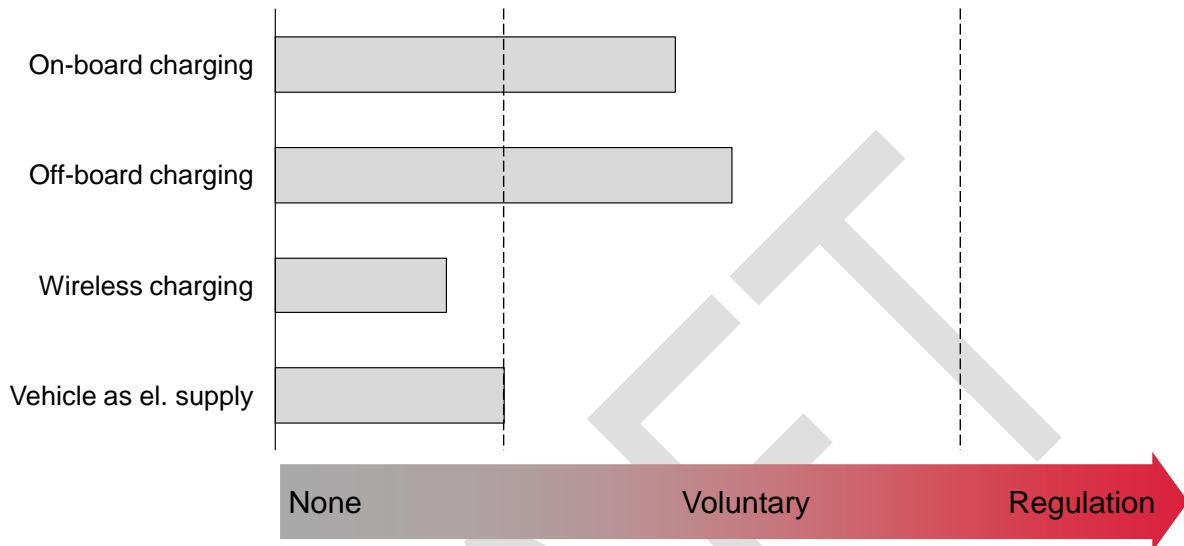 On-board charging
Off-board charging
Wireless charging
Vehicle as el. supply
None Voluntary Regulation